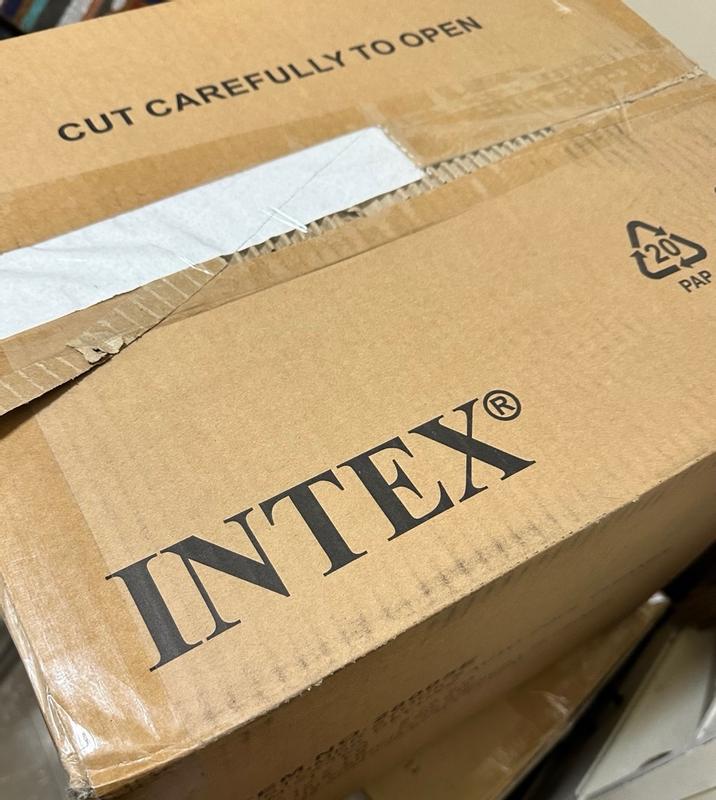 CUT CAREFULLY TO OPEN
20
PAP
INTEX®